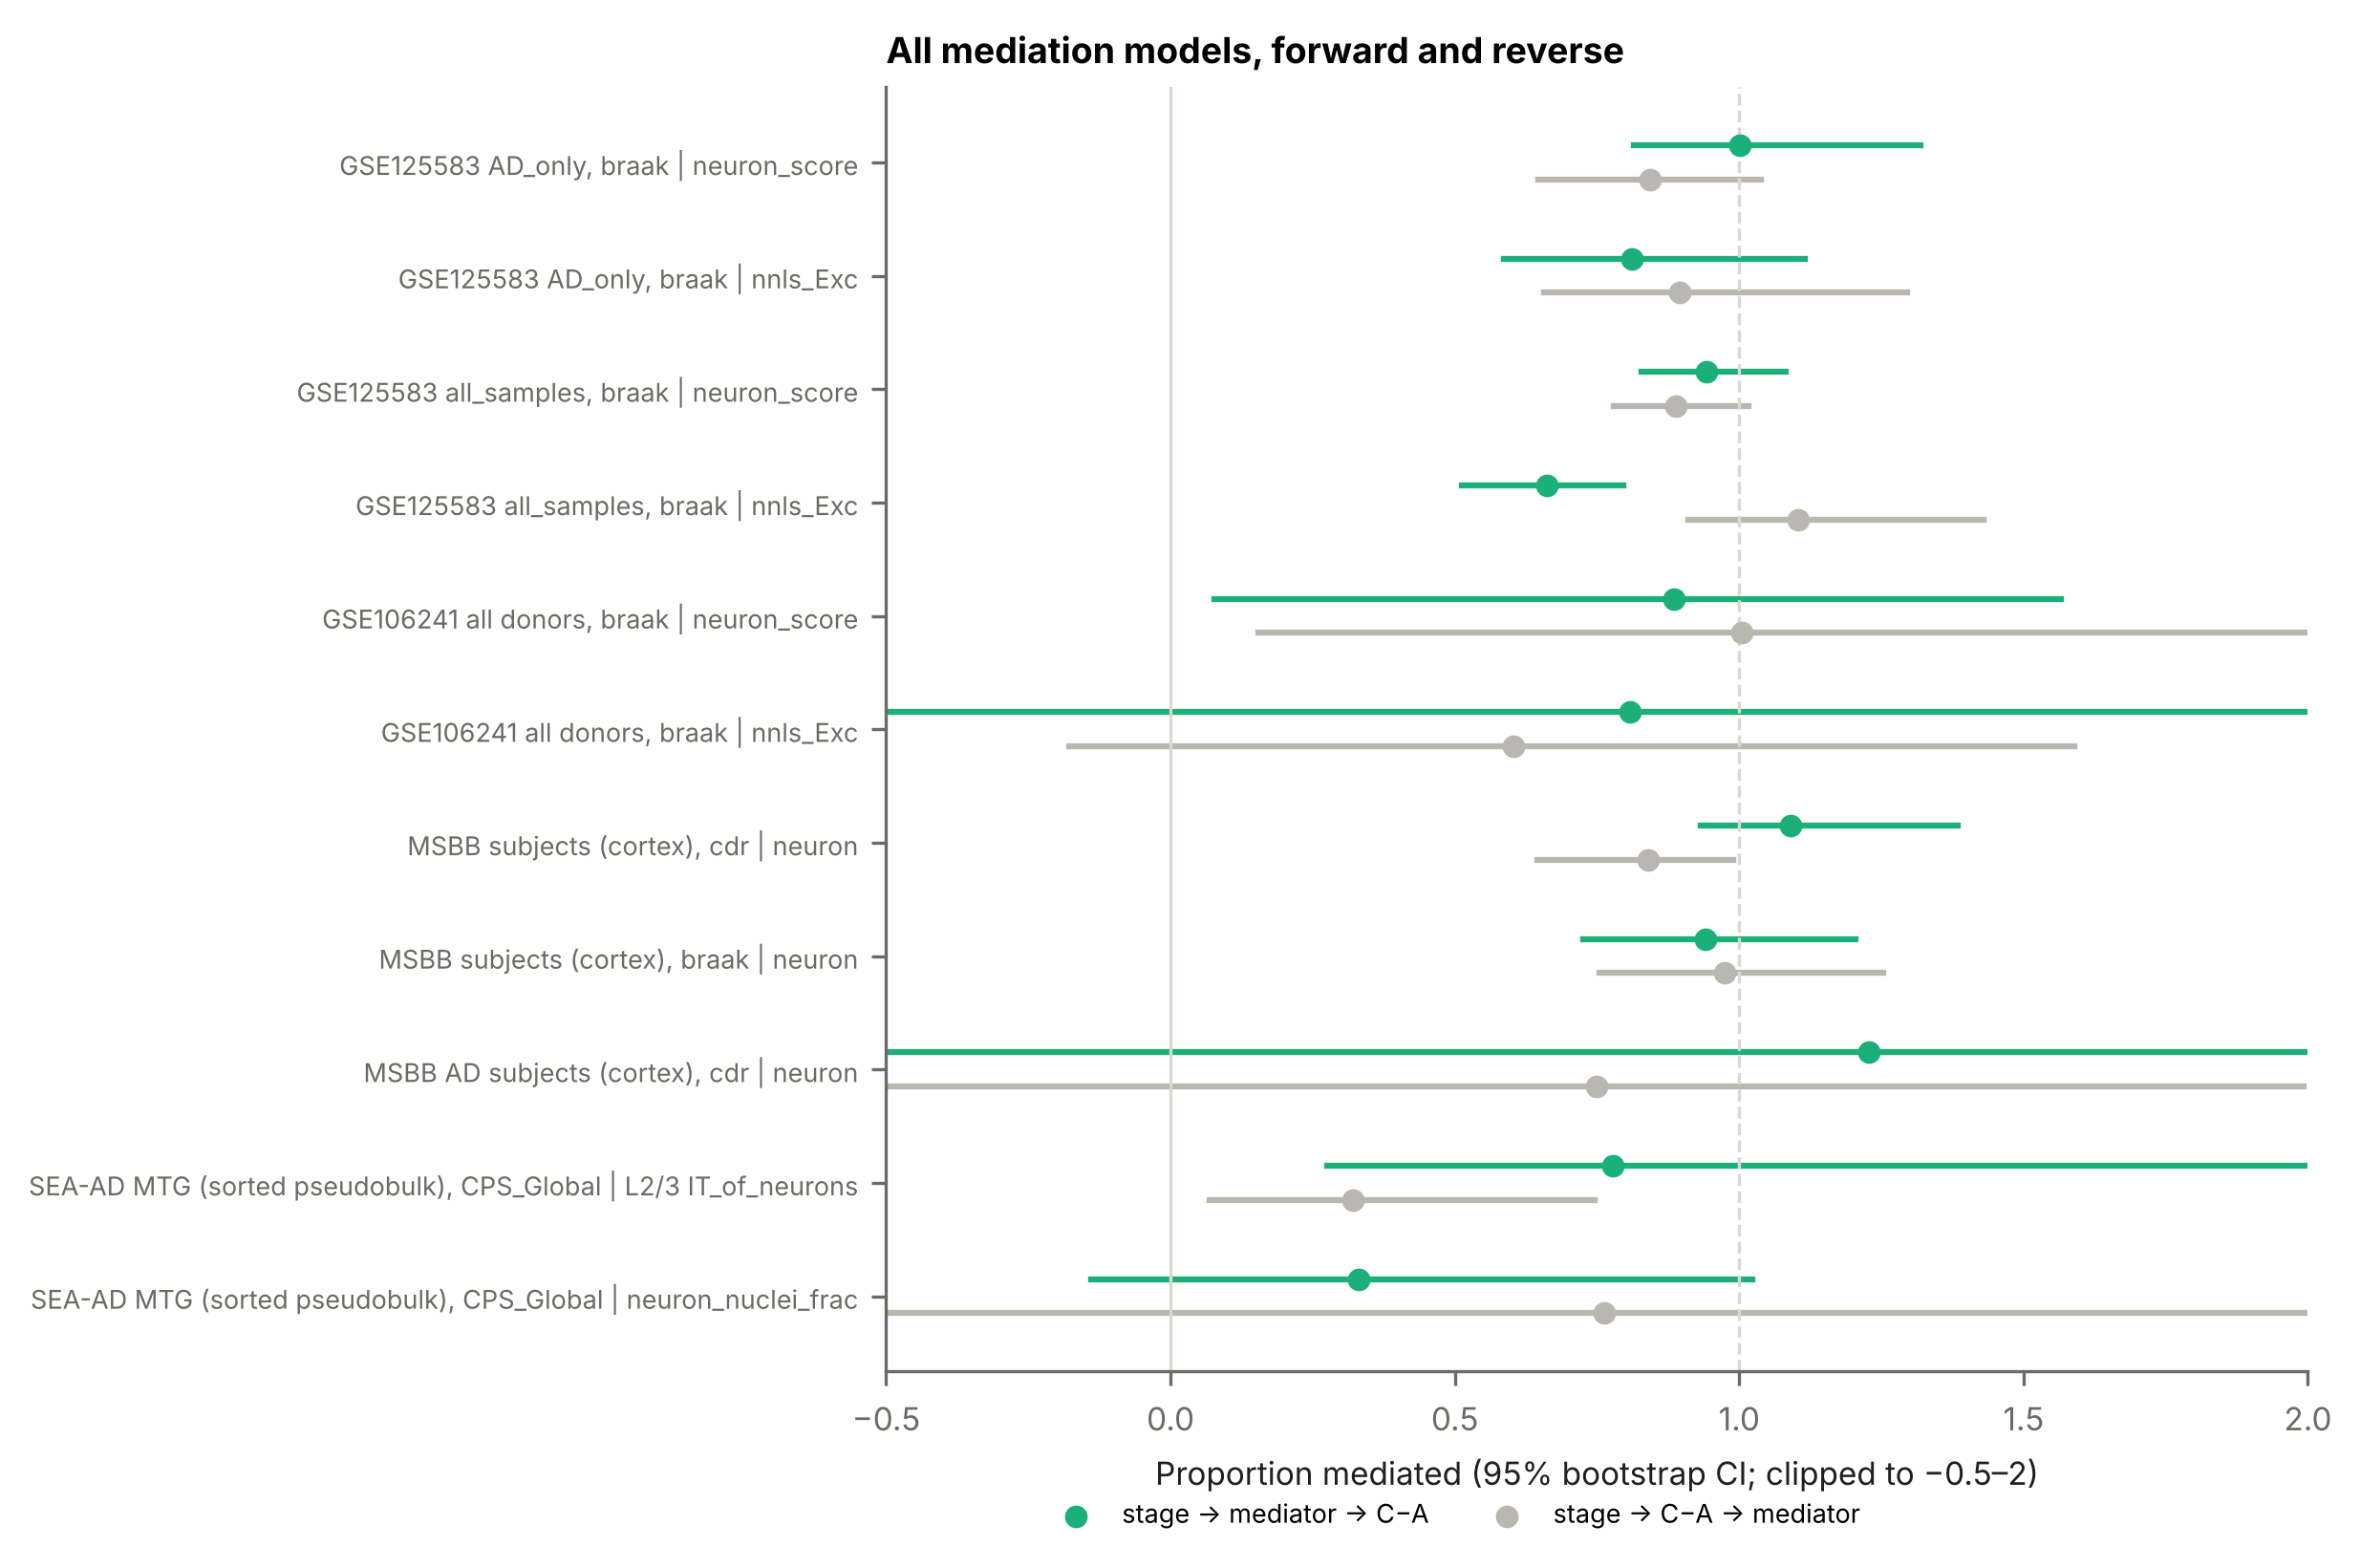 All mediation models, forward and reverse
GSE125583 AD_only, braak | neuron_score
GSE125583 AD_only, braak | nnls_Exc
GSE125583 all_samples, braak | neuron_score
GSE125583 all_samples, braak | nnls_Exc
GSE106241 all donors, braak | neuron_score
GSE106241 all donors, braak | nnls_Exc
MSBB subjects (cortex), cdr | neuron
MSBB subjects (cortex), braak | neuron
MSBB AD subjects (cortex), cdr | neuron
SEA-AD MTG (sorted pseudobulk), CPS_Global | L2/3 IT_of_neurons
SEA-AD MTG (sorted pseudobulk), CPS_Global | neuron_nuclei_frac
−0.5 0.0 0.5 1.0 1.5 2.0
Proportion mediated (95% bootstrap CI; clipped to −0.5–2)
stage → mediator → C−A stage → C−A → mediator